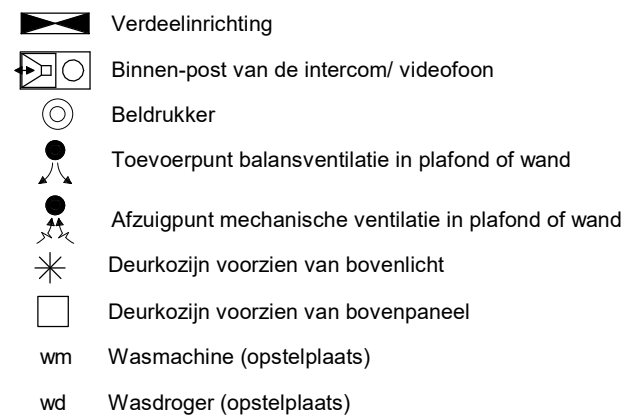 Verdeelinrichting
Binnen-post van de intercom/ videofoon
Beldrukker
Toevoerpunt balansventilatie in plafond of wand
Afzuigpunt mechanische ventilatie in plafond of wand
Deurkozijn voorzien van bovenlicht
Deurkozijn voorzien van bovenpaneel
wm Wasmachine (opstelplaats)
wd Wasdroger (opstelplaats)